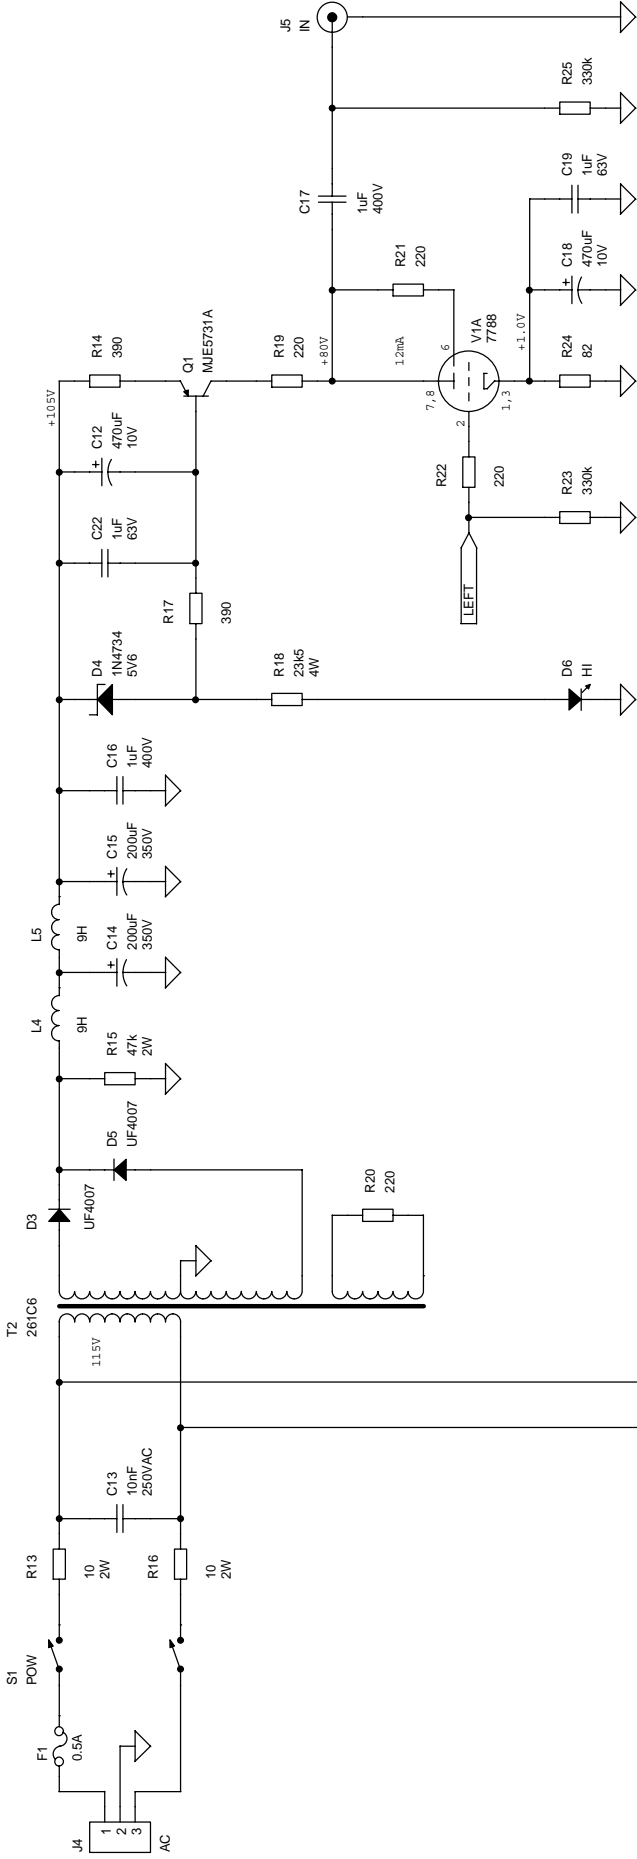 J4
1
2
3
AC
F1
0.5A
S1
POW
R13
10
2W
R16
10
2W
C13
10nF
250VAC
T2
261C6
115V
D3
UF4007
D5
UF4007
R20
220
R15
47k
2W
L4
9H
C14
+
200uF
350V
L5
9H
C15
+
200uF
350V
C16
1uF
400V
D4
1N4734
5V6
R17
390
R18
23k5
4W
D6
HI
C22
1uF
63V
C12
+
470uF
10V
+105V
R14
390
Q1
MJE5731A
R19
220
+80V
12mA
LEFT
R22
220
R23
330k
2
7,8
6
1,3
V1A
7788
+1.0V
R21
220
R24
82
C18
+
470uF
10V
C19
1uF
63V
C17
1uF
400V
R25
330k
J5
IN